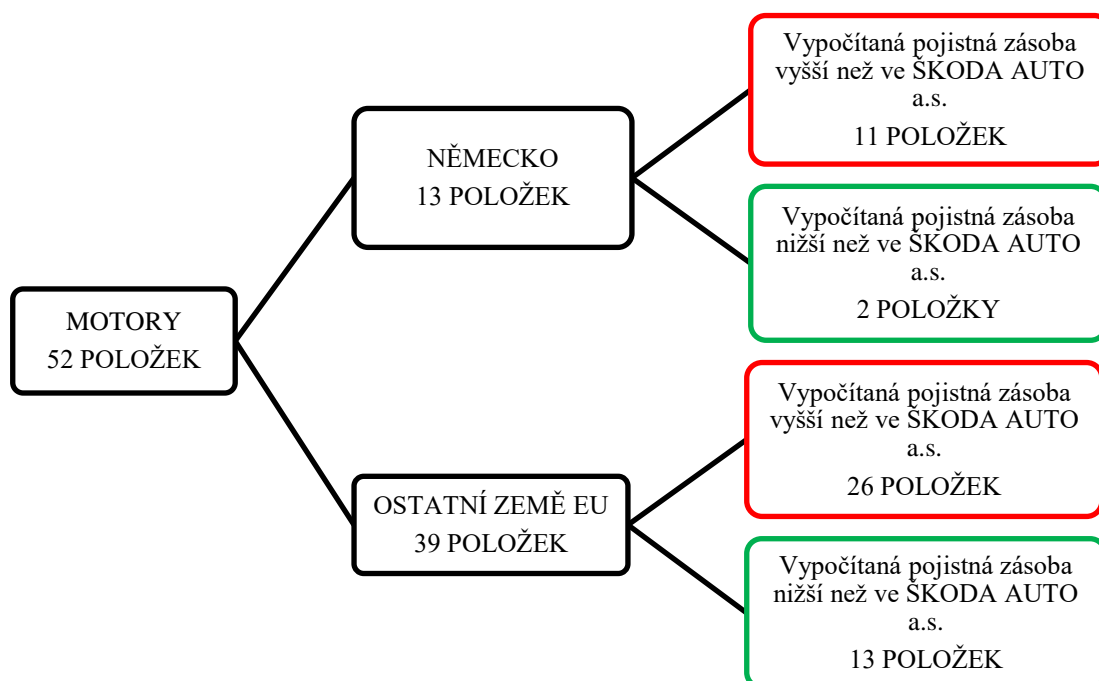 MOTORY
52 POLOŽEK
NĚMECKO
13 POLOŽEK
Vypočítaná pojistná zásoba
vyšší než ve ŠKODA AUTO
a.s.
11 POLOŽEK
Vypočítaná pojistná zásoba
nižší než ve ŠKODA AUTO
a.s.
2 POLOŽKY
OSTATNÍ ZEMĚ EU
39 POLOŽEK
Vypočítaná pojistná zásoba
vyšší než ve ŠKODA AUTO
a.s.
26 POLOŽEK
Vypočítaná pojistná zásoba
nižší než ve ŠKODA AUTO
a.s.
13 POLOŽEK